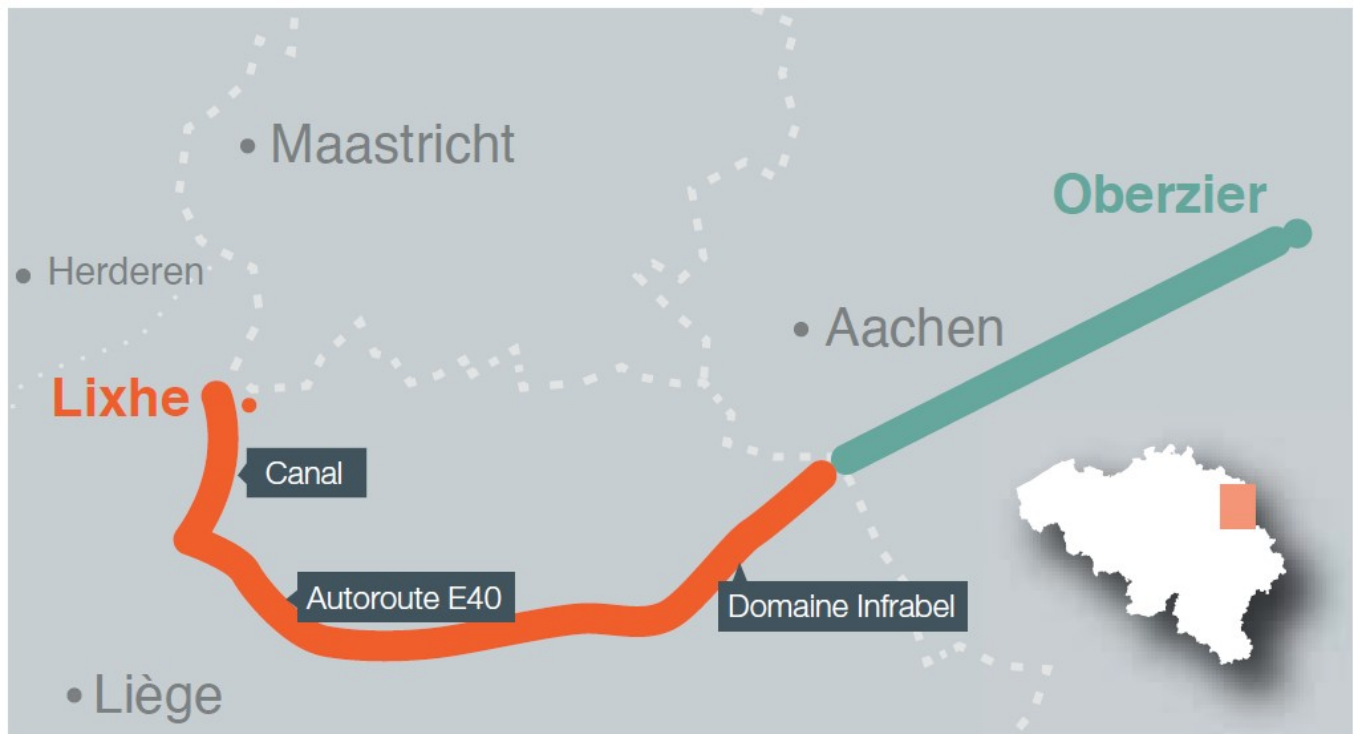 Maastricht
Oberzier
Herderen
Aachen
Lixhe
Canal
Autoroute E40
Domaine Infrabel
Liège